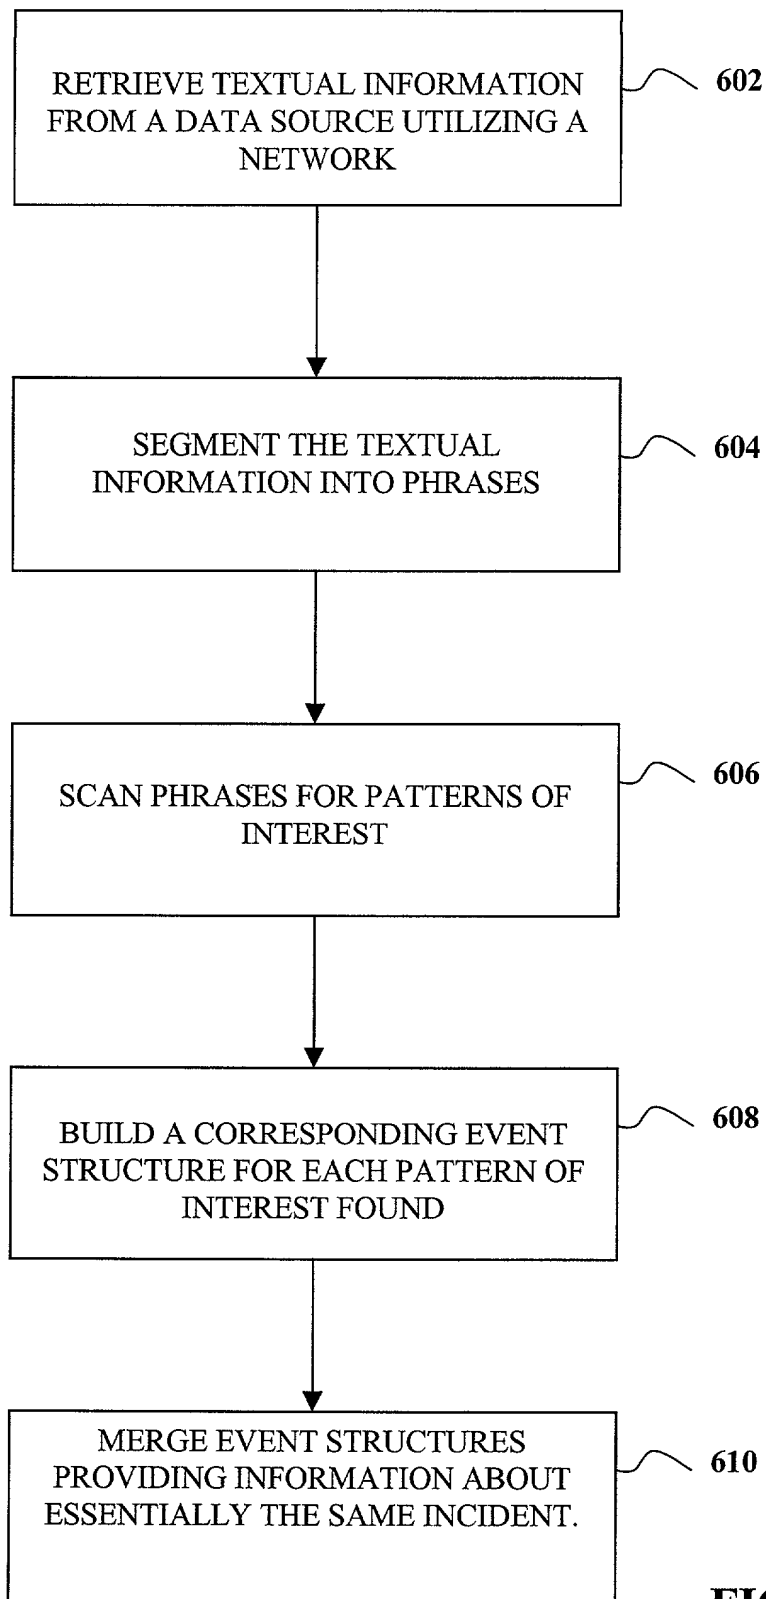 RETRIEVE TEXTUAL INFORMATION
FROM A DATA SOURCE UTILIZING A
NETWORK
602
SEGMENT THE TEXTUAL
INFORMATION INTO PHRASES
604
SCAN PHRASES FOR PATTERNS OF
INTEREST
606
BUILD A CORRESPONDING EVENT
STRUCTURE FOR EACH PATTERN OF
INTEREST FOUND
608
MERGE EVENT STRUCTURES
PROVIDING INFORMATION ABOUT
ESSENTIALLY THE SAME INCIDENT.
610